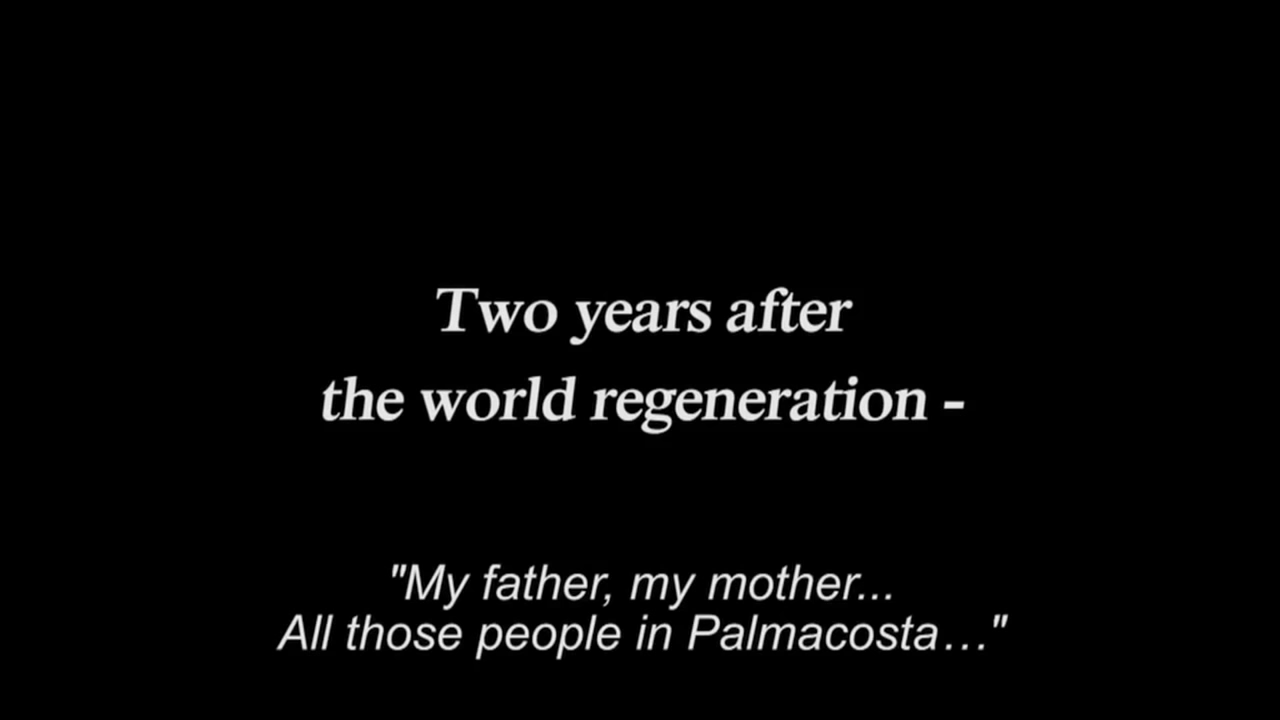 Two years after
the world regeneration -
"My father, my mother...
All those people in Palmacosta…"